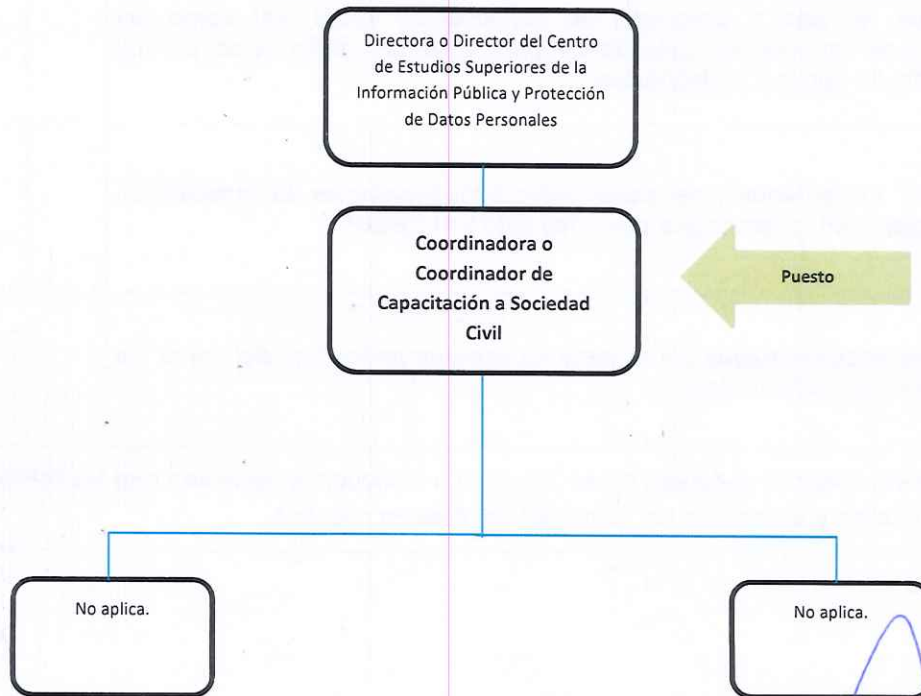 Directora o Director del Centro
de Estudios Superiores de la
Información Pública y Protección
de Datos Personales
Coordinadora o
Coordinador de
Capacitación a Sociedad
Civil
Puesto
No aplica.
No aplica.